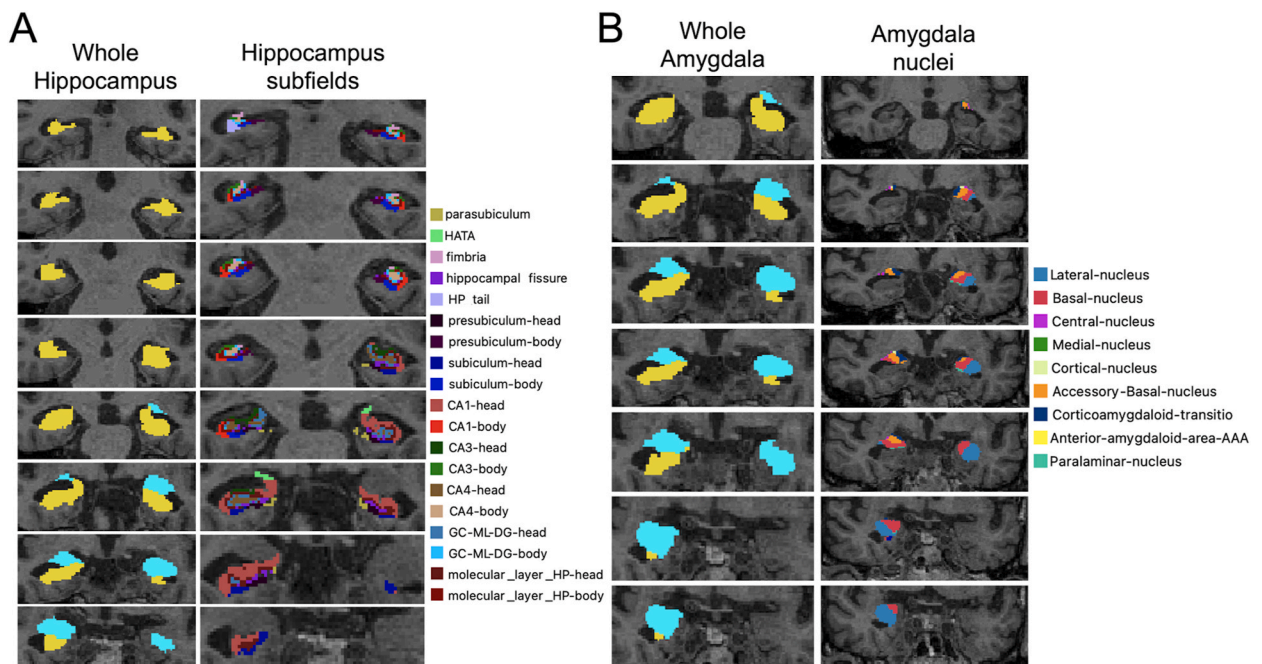 A
Whole
Hippocampus
Hippocampus
subfields
parasubiculum
HATA
fimbria
hippocampal fissure
HP tail
presubiculum-head
presubiculum-body
subiculum-head
subiculum-body
CA1-head
CA1-body
CA3-head
CA3-body
CA4-head
CA4-body
GC-ML-DG-head
GC-ML-DG-body
molecular_layer_HP-head
molecular_layer_HP-body
B
Whole
Amygdala
Amygdala
nuclei
Lateral-nucleus
Basal-nucleus
Central-nucleus
Medial-nucleus
Cortical-nucleus
Accessory-Basal-nucleus
Corticoamygdaloid-transitio
Anterior-amygdaloid-area-AAA
Paralaminar-nucleus